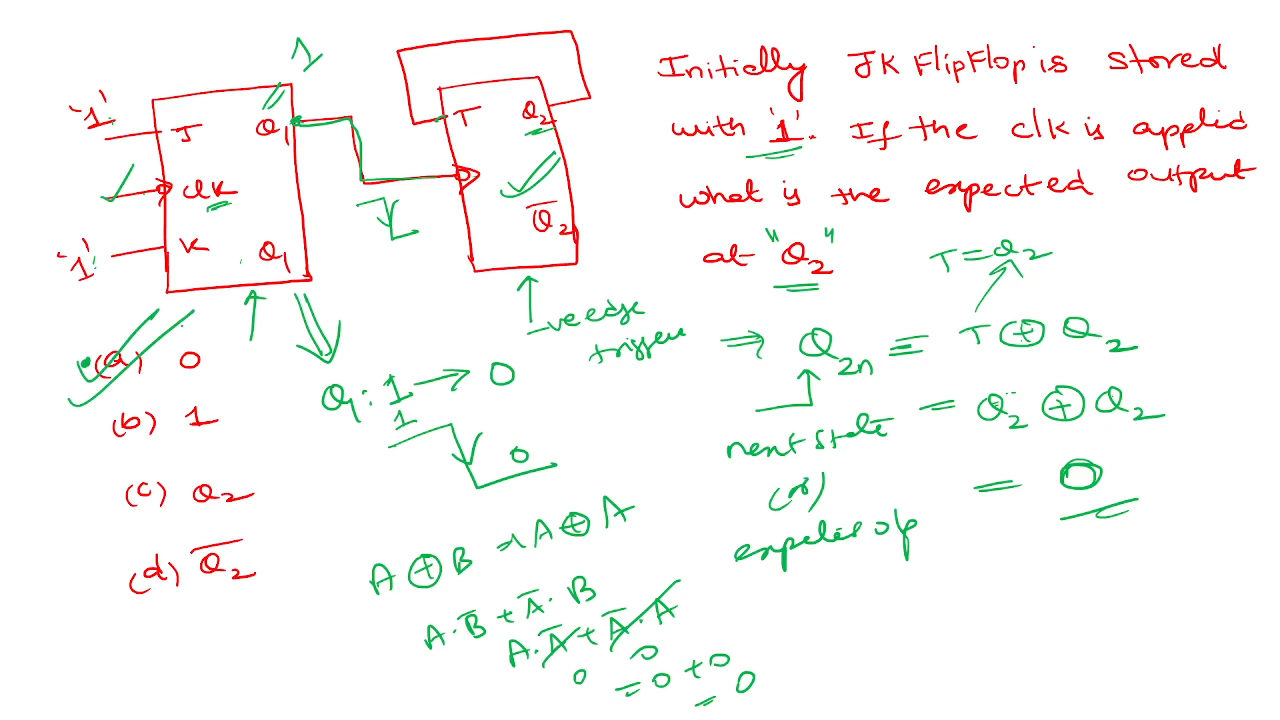 Initially JK FlipFlop is stored
with '1'. If the clk is applied
what is the expected output
at "Q2"
1
'1' J Q1
clk
'1' K Q1
T Q2
Q̅2
-ve edge
trigger
(a) 0
(b) 1
(c) Q2
(d) Q̅2
Q1 : 1 → 0
1
0
T = Q2
⇒ Q2n = T ⊕ Q2
= Q2 ⊕ Q2
= 0
next state
(or)
A ⊕ B → A ⊕ A
A.B̅ + A̅.B
A.A̅ + A̅.A
0 0
= 0 + 0
= 0